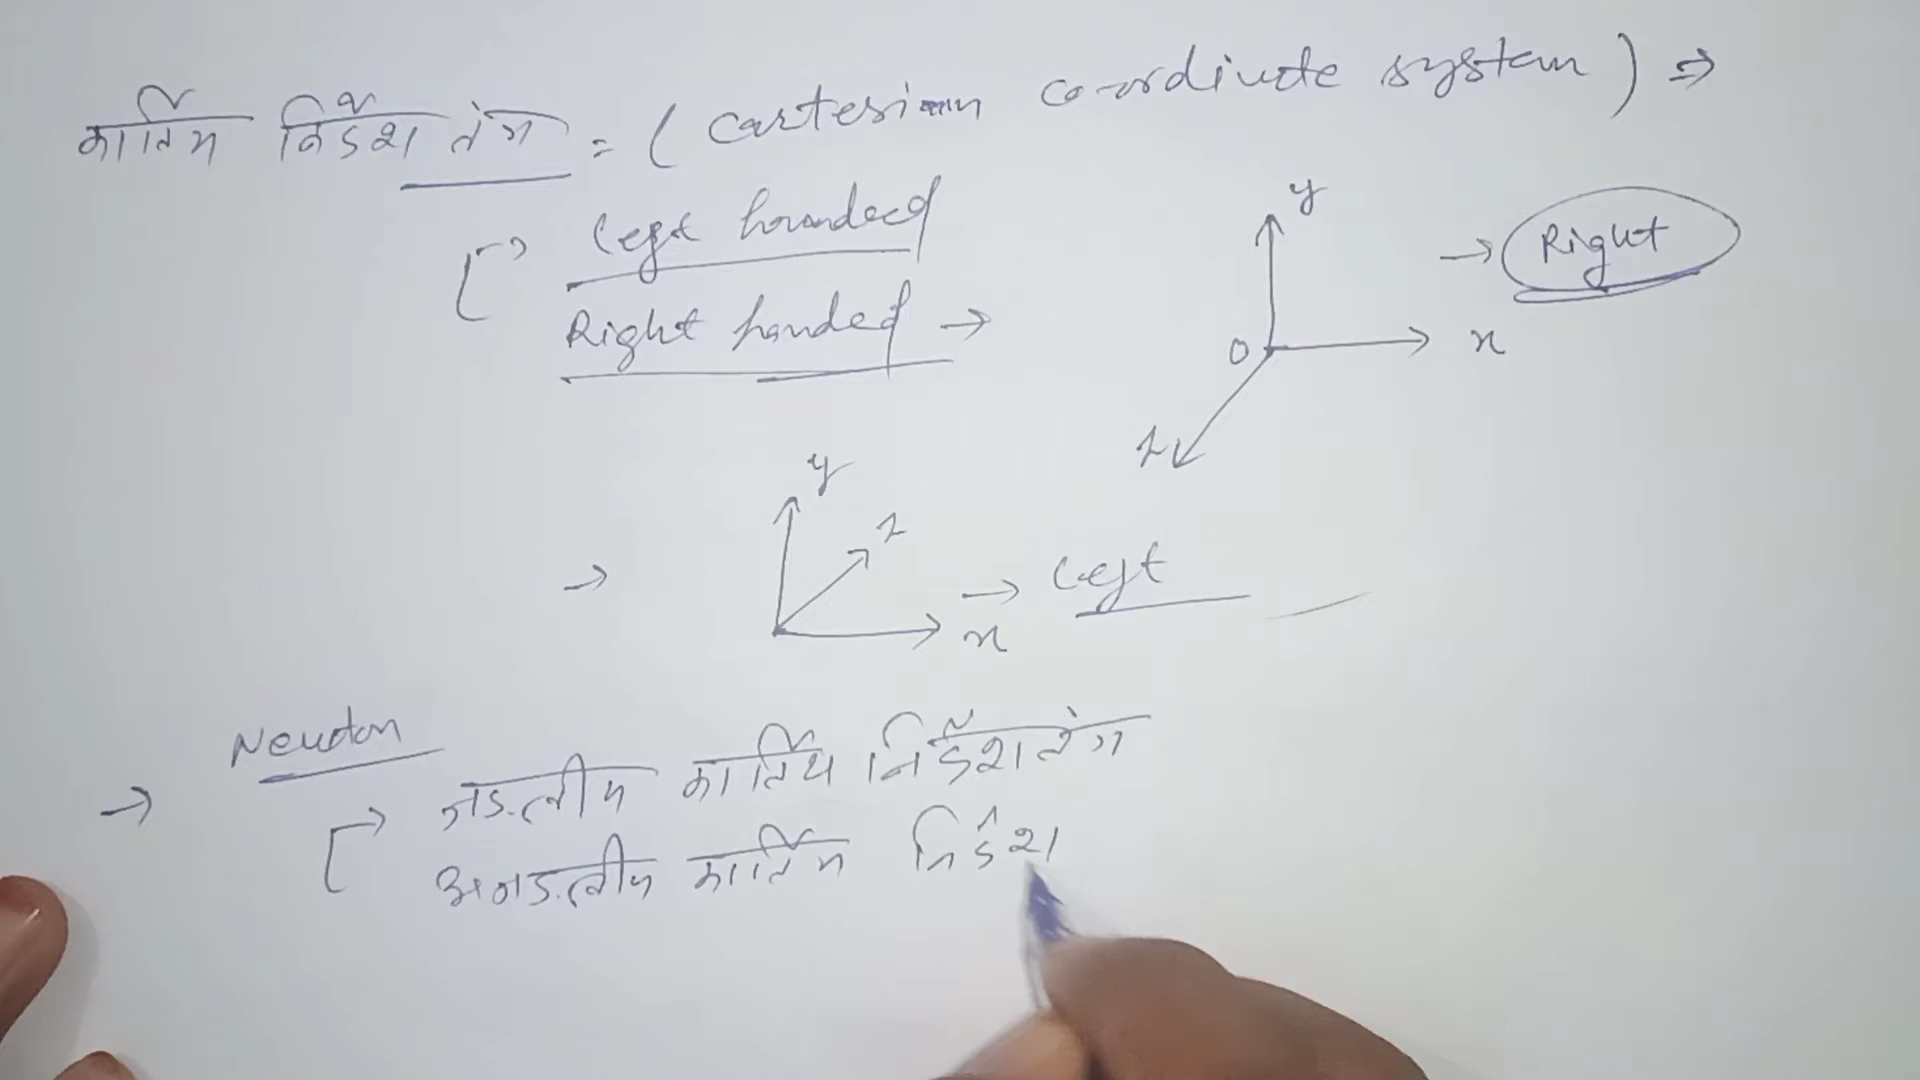 कार्तिय निर्देश तंत्र = ( cartesian co-ordinate system ) ⇒
[→ Left handed
Right handed →
y
→ Right
O
x
z
y
z
→
→ Left
x
→ Newton
[→ जड़त्वीय कार्तिय निर्देश तंत्र
अजड़त्वीय कार्तिय निर्देश